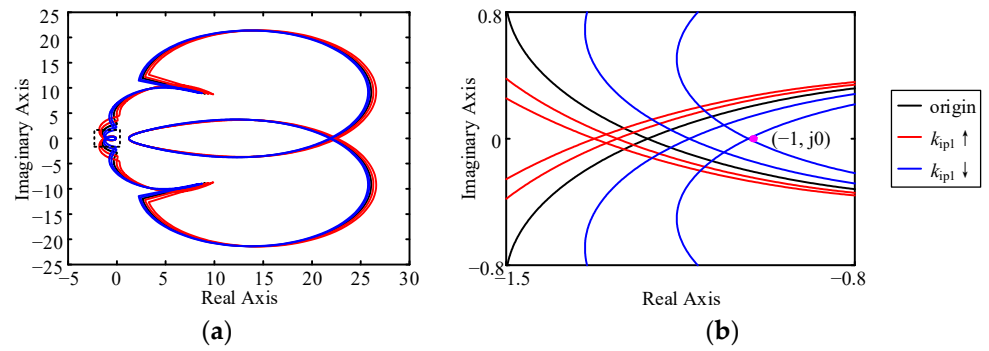 25
20
15
10
5
0
−5
−10
−15
−20
−25
Imaginary Axis
−5 0 5 10 15 20 25 30
Real Axis
(a)
0.8
0
−0.8
Imaginary Axis
−1.5 −0.8
Real Axis
(−1, j0)
(b)
origin
k_ip1 ↑
k_ip1 ↓